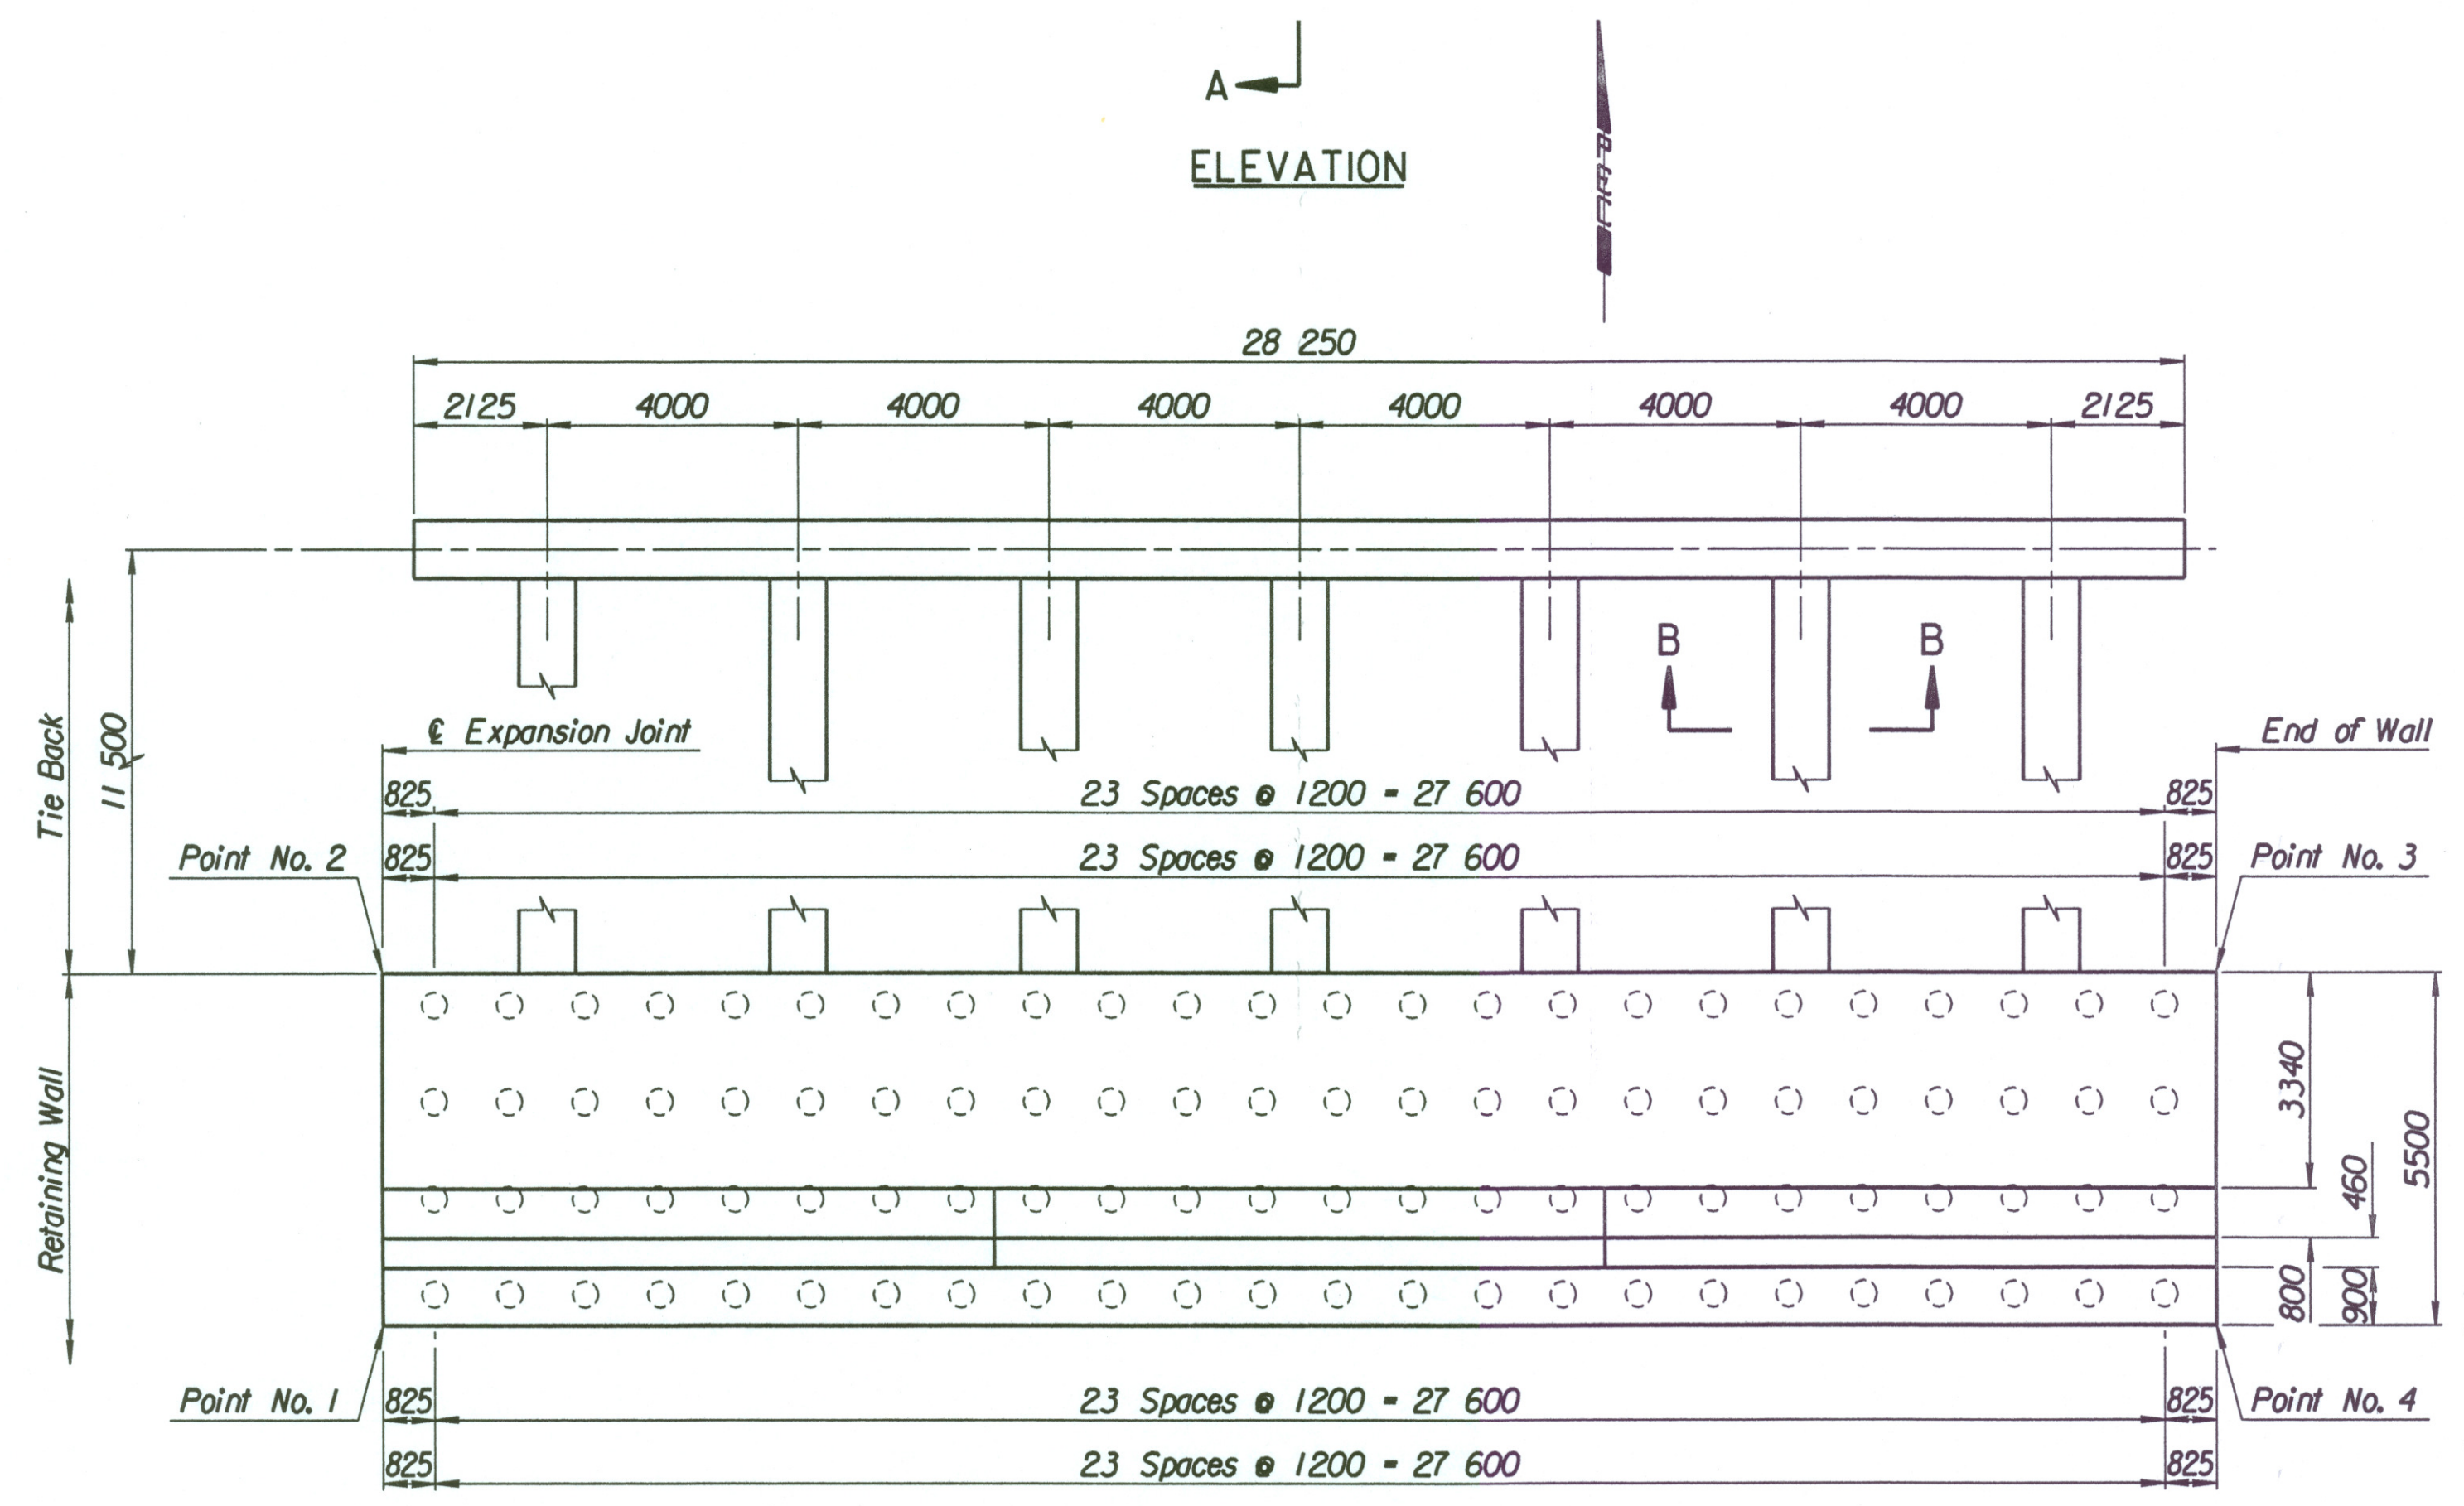 A
ELEVATION
28 250
2125 4000 4000 4000 4000 4000 4000 2125
B B
℄ Expansion Joint
End of Wall
Tie Back
11 500
825 23 Spaces @ 1200 = 27 600 825
Point No. 2 825 23 Spaces @ 1200 = 27 600 825 Point No. 3
Retaining Wall
3340
460
5500
800
900
Point No. 1 825 23 Spaces @ 1200 = 27 600 825 Point No. 4
825 23 Spaces @ 1200 = 27 600 825